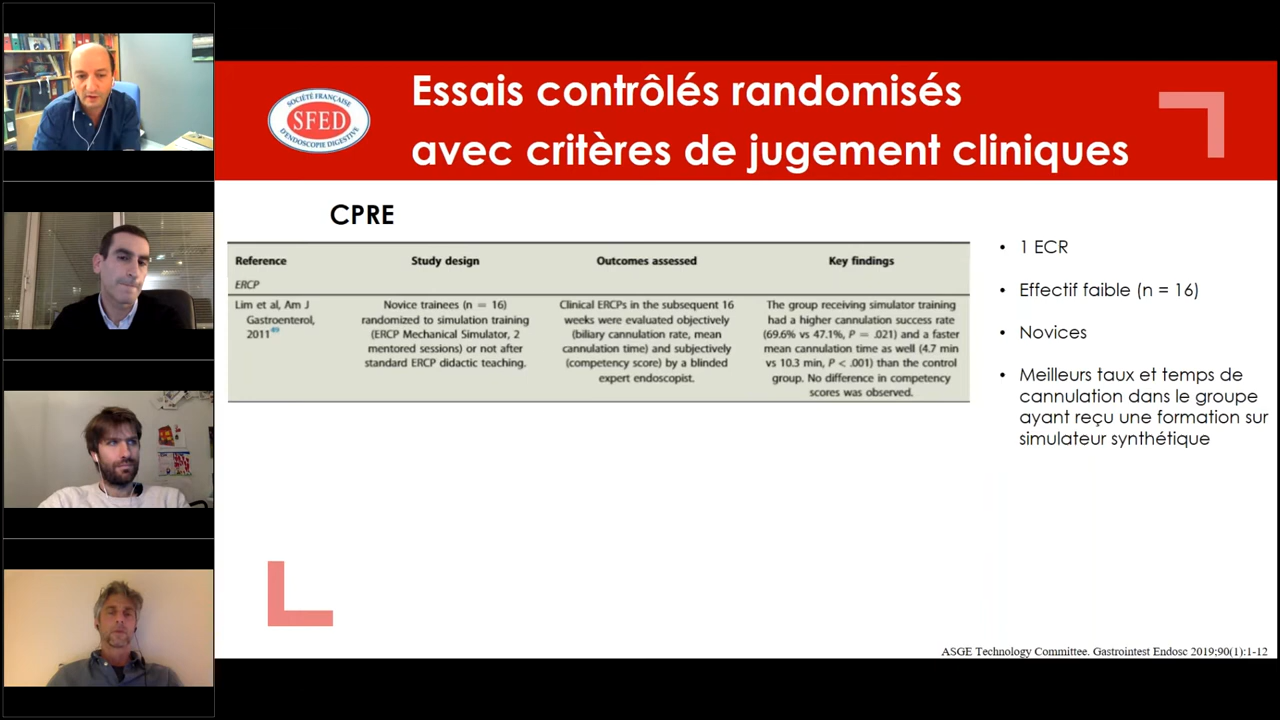 Essais contrôlés randomisés
avec critères de jugement cliniques
SOCIÉTÉ FRANÇAISE
SFED
D'ENDOSCOPIE DIGESTIVE
CPRE
Reference Study design Outcomes assessed Key findings
ERCP
Lim et al, Am J Novice trainees (n = 16) Clinical ERCPs in the subsequent 16 The group receiving simulator training
Gastroenterol, randomized to simulation training weeks were evaluated objectively had a higher cannulation success rate
2011 (ERCP Mechanical Simulator, 2 (biliary cannulation rate, mean (69.6% vs 47.1%, P = .021) and a faster
mentored sessions) or not after cannulation time) and subjectively mean cannulation time as well (4.7 min
standard ERCP didactic teaching. (competency score) by a blinded vs 10.3 min, P < .001) than the control
expert endoscopist. group. No difference in competency
scores was observed.
• 1 ECR
• Effectif faible (n = 16)
• Novices
• Meilleurs taux et temps de
cannulation dans le groupe
ayant reçu une formation sur
simulateur synthétique
ASGE Technology Committee. Gastrointest Endosc 2019;90(1):1-12